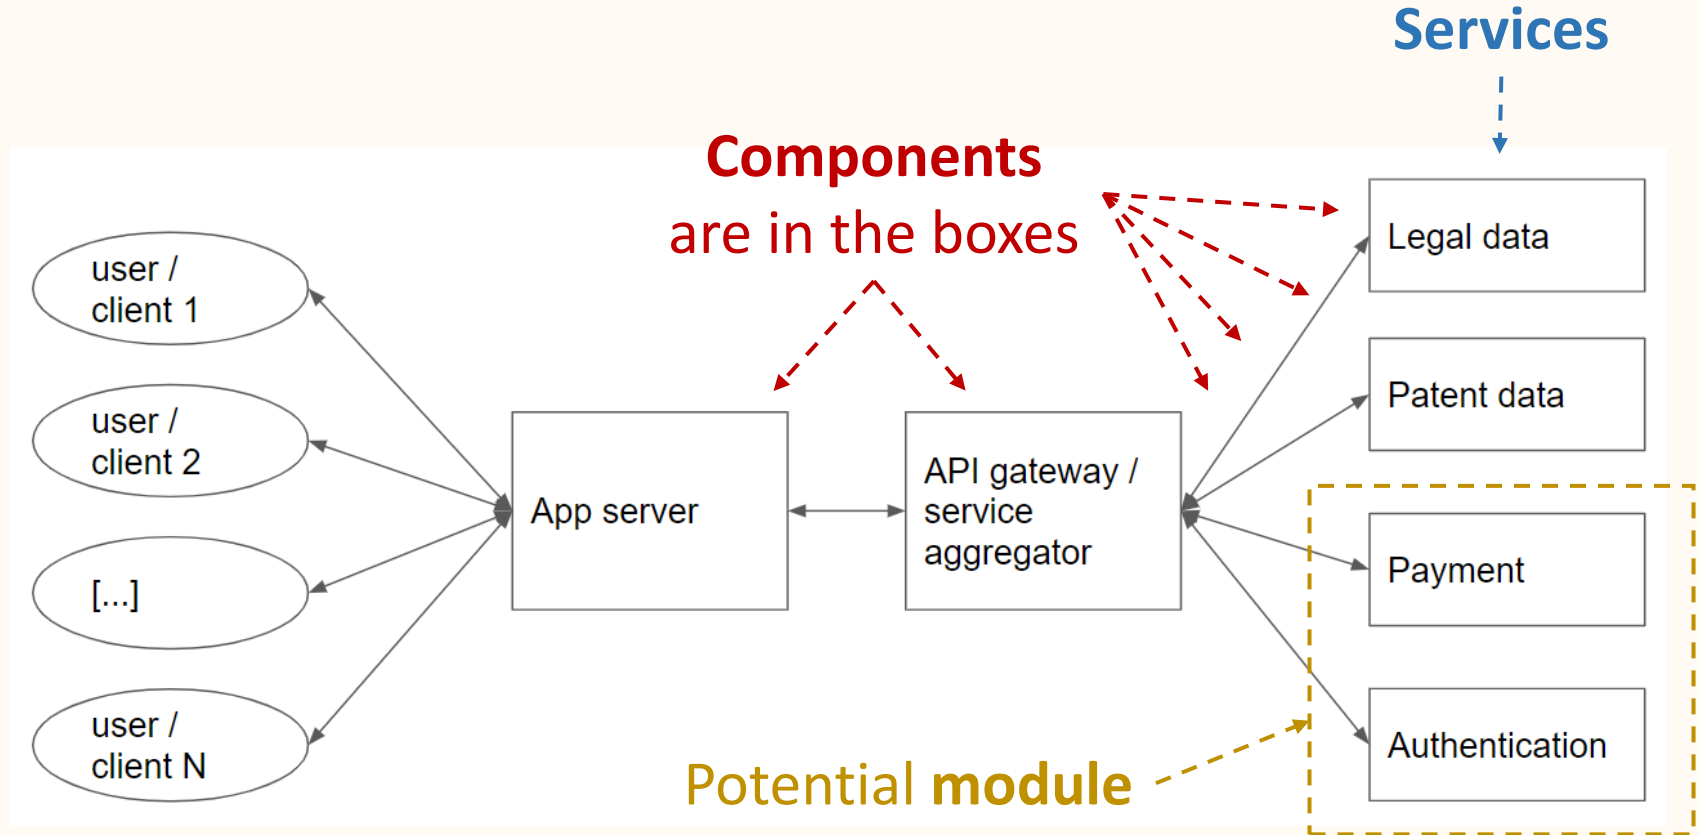 Services
Components
are in the boxes
user /
client 1
user /
client 2
[...]
user /
client N
App server
API gateway /
service
aggregator
Legal data
Patent data
Payment
Authentication
Potential module